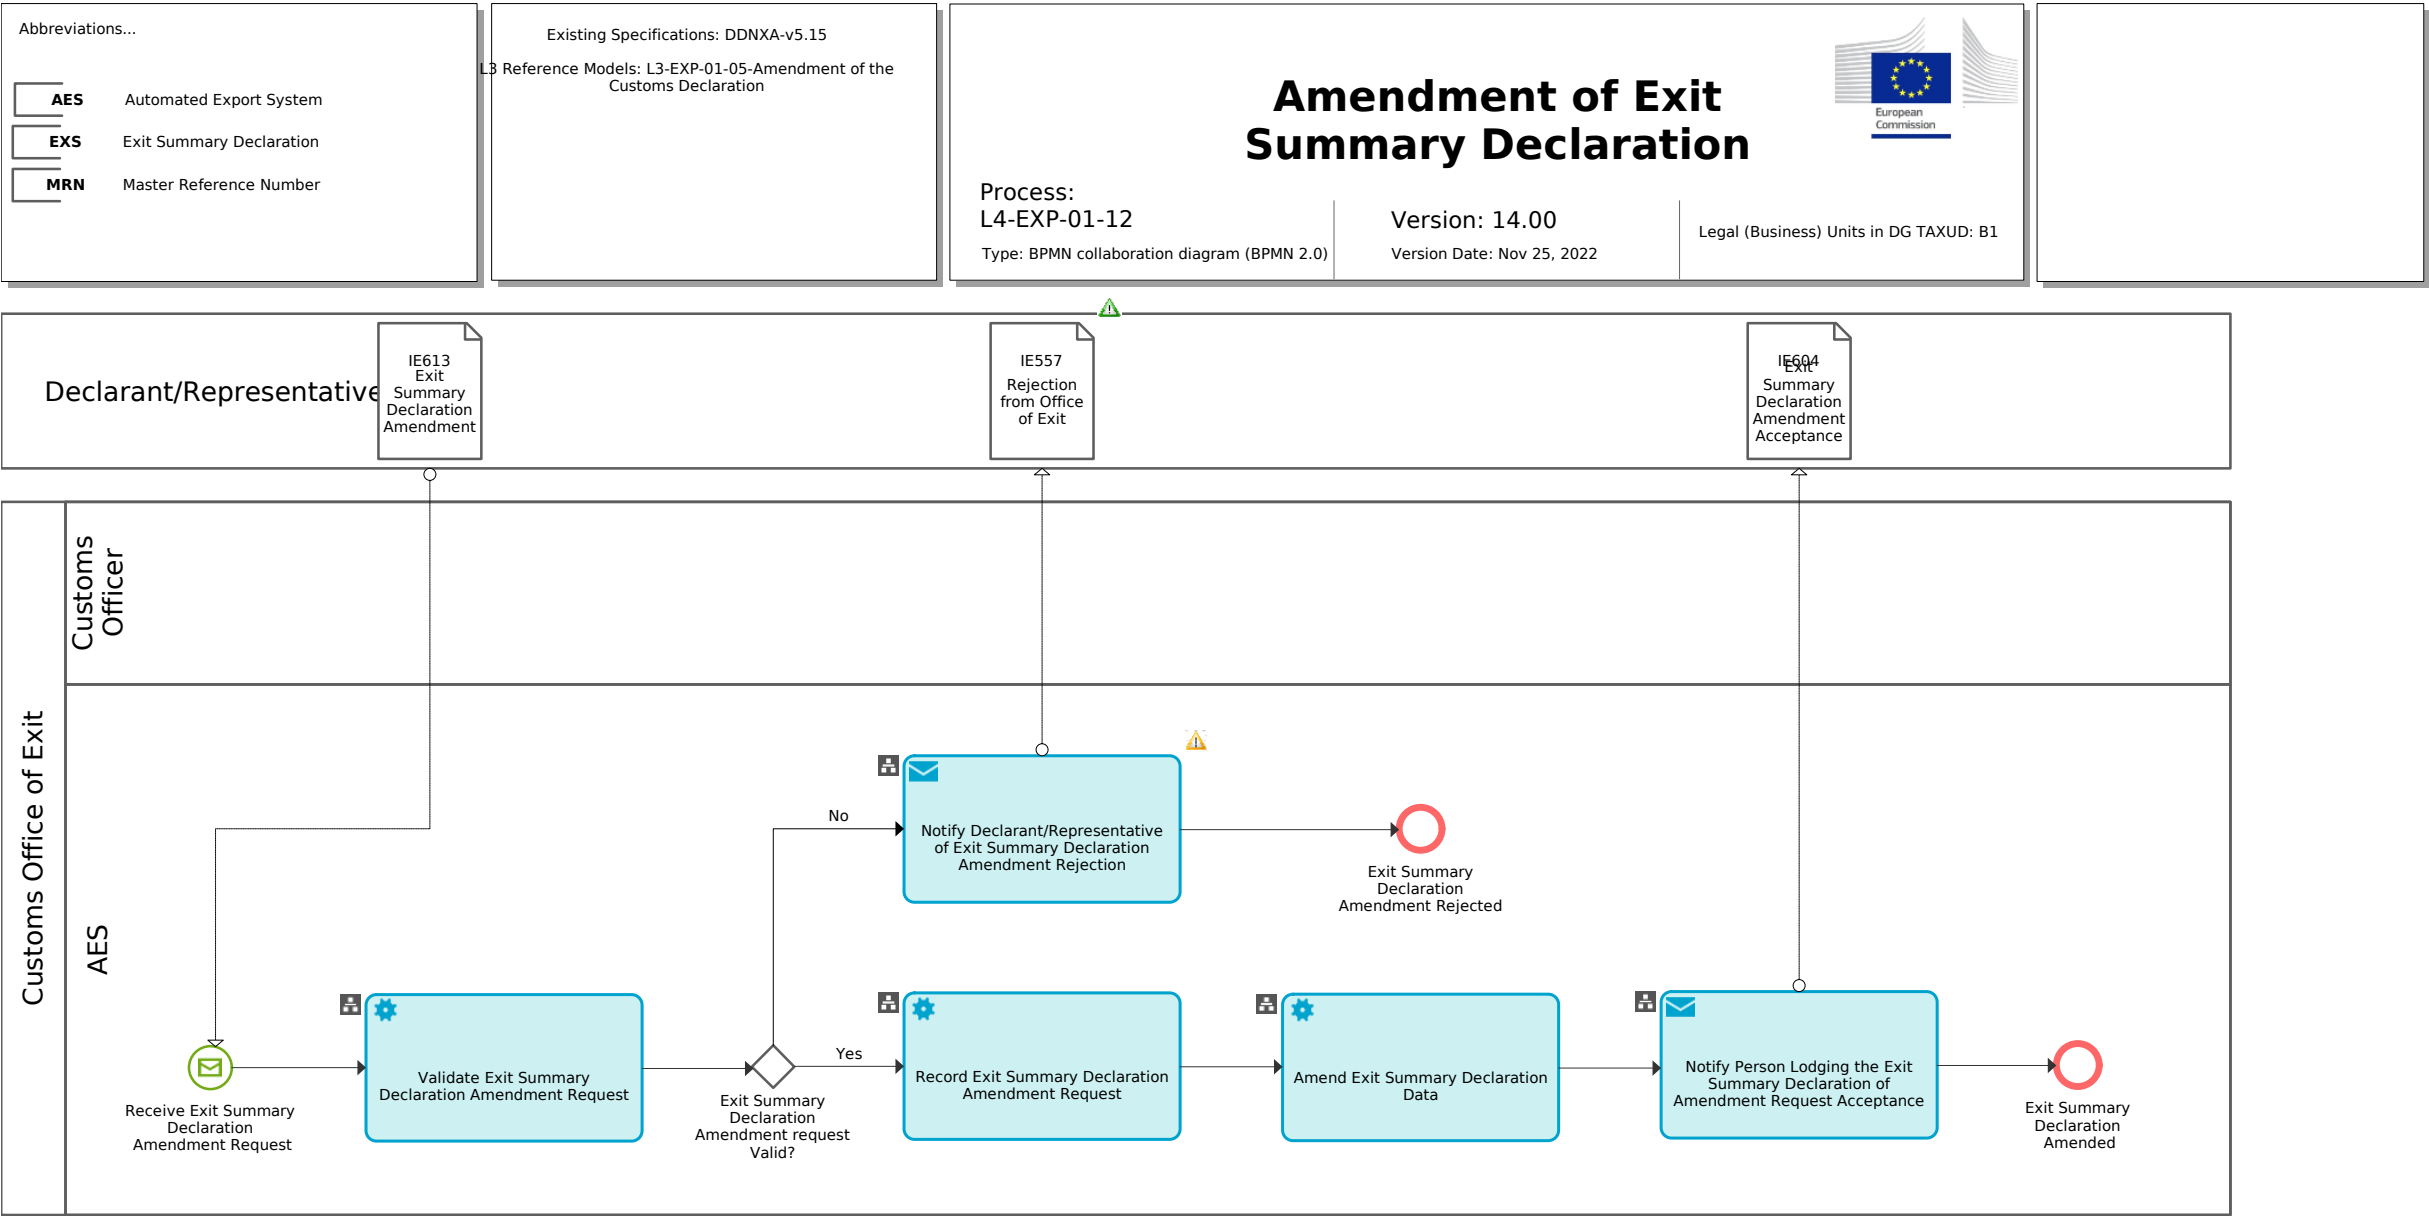 Abbreviations...
AES
Automated Export System
EXS
Exit Summary Declaration
MRN
Master Reference Number
Existing Specifications: DDNXA-v5.15
L3 Reference Models: L3-EXP-01-05-Amendment of the
Customs Declaration
Amendment of Exit
Summary Declaration
European
Commission
Process:
L4-EXP-01-12
Type: BPMN collaboration diagram (BPMN 2.0)
Version: 14.00
Version Date: Nov 25, 2022
Legal (Business) Units in DG TAXUD: B1
Declarant/Representative
IE613
Exit
Summary
Declaration
Amendment
IE557
Rejection
from Office
of Exit
IE604
Exit
Summary
Declaration
Amendment
Acceptance
Customs Office of Exit
Customs
Officer
AES
Receive Exit Summary
Declaration
Amendment Request
Validate Exit Summary
Declaration Amendment Request
Exit Summary
Declaration
Amendment request
Valid?
No
Notify Declarant/Representative
of Exit Summary Declaration
Amendment Rejection
Exit Summary
Declaration
Amendment Rejected
Yes
Record Exit Summary Declaration
Amendment Request
Amend Exit Summary Declaration
Data
Notify Person Lodging the Exit
Summary Declaration of
Amendment Request Acceptance
Exit Summary
Declaration
Amended